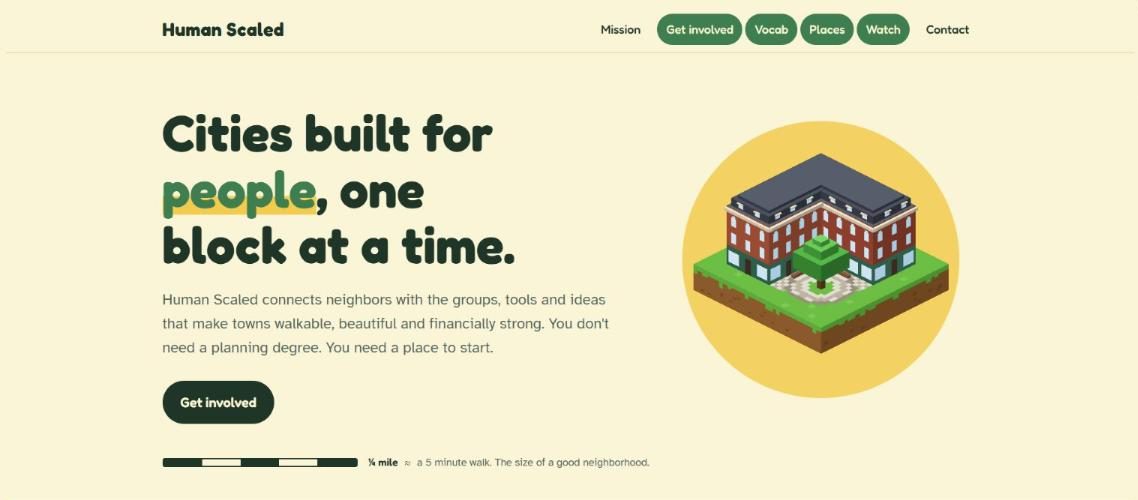 Human Scaled
Mission Get involved Vocab Places Watch Contact
Cities built for
people, one
block at a time.
Human Scaled connects neighbors with the groups, tools and ideas
that make towns walkable, beautiful and financially strong. You don't
need a planning degree. You need a place to start.
Get involved
¼ mile ≈ a 5 minute walk. The size of a good neighborhood.